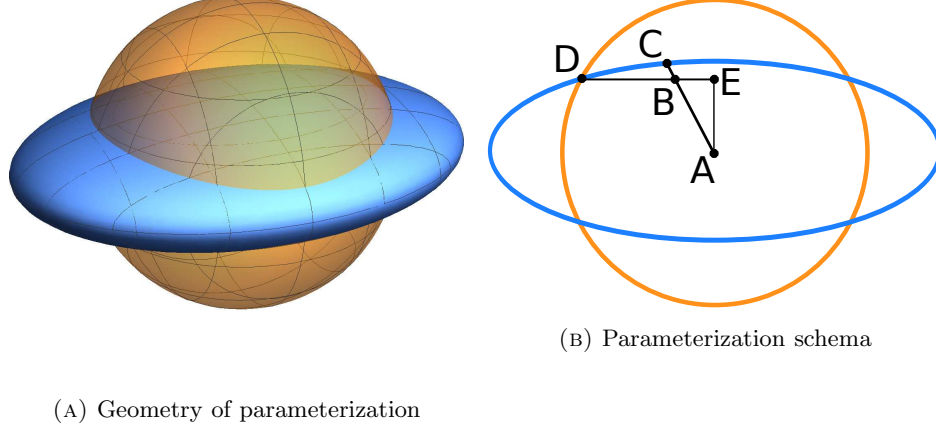 C
D
E
B
A
(B) Parameterization schema
(A) Geometry of parameterization